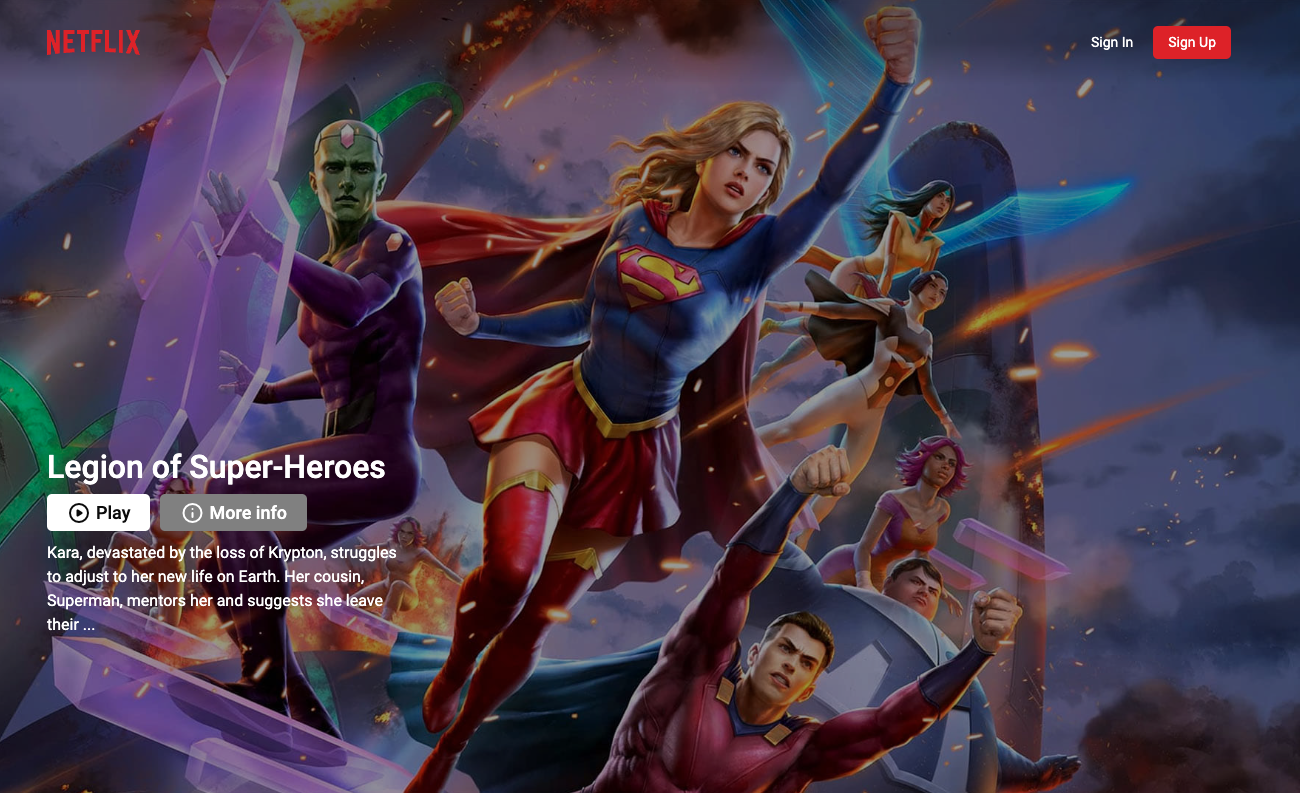 NETFLIX
Sign In
Sign Up
Legion of Super-Heroes
Play
More info
Kara, devastated by the loss of Krypton, struggles
to adjust to her new life on Earth. Her cousin,
Superman, mentors her and suggests she leave
their ...